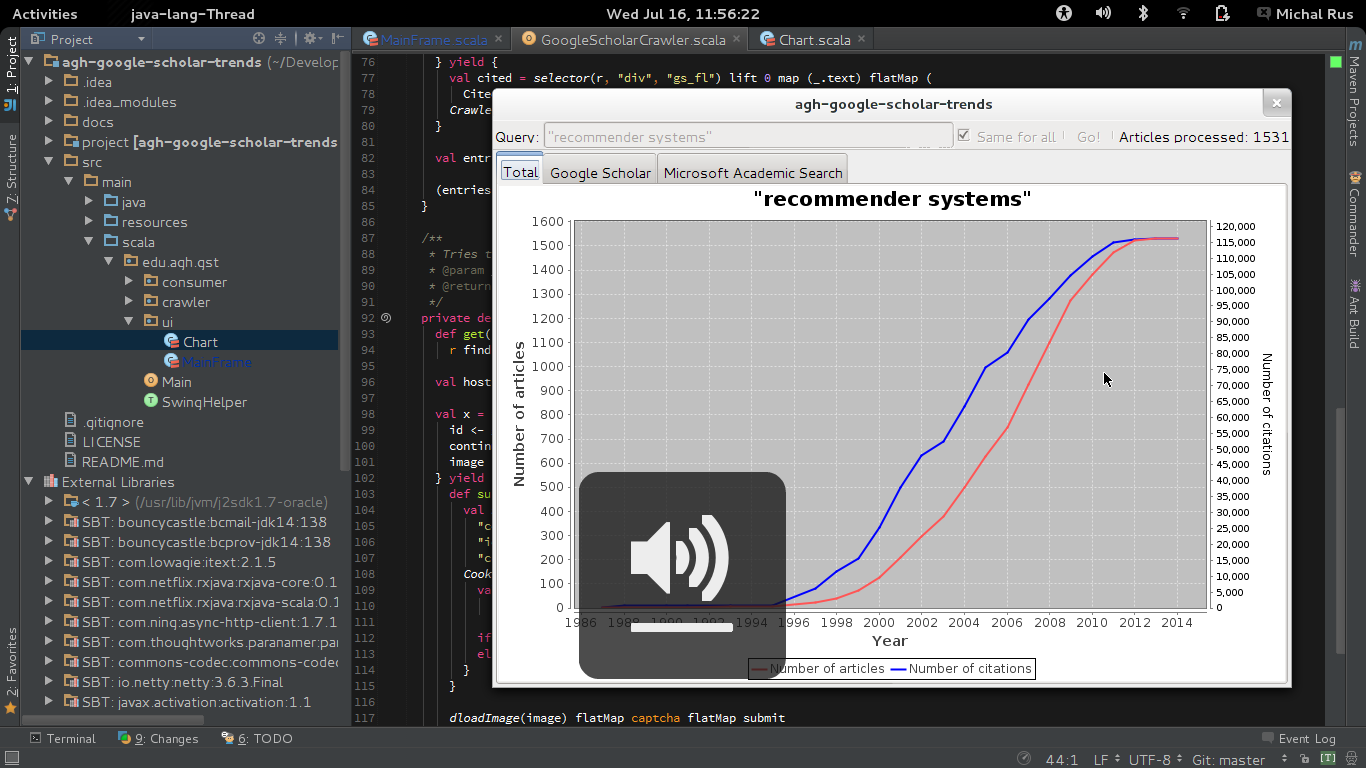 Activities
java-lang-Thread
Wed Jul 16, 11:56:22
Michal Rus
Project
MainFrame.scala
GoogleScholarCrawler.scala
Chart.scala
1: Project
7: Structure
2: Favorites
agh-google-scholar-trends (~/Develop
.idea
.idea_modules
docs
project [agh-google-scholar-trends
src
main
java
resources
scala
edu.agh.gst
consumer
crawler
ui
Chart
MainFrame
Main
SwingHelper
.gitignore
LICENSE
README.md
External Libraries
< 1.7 > (/usr/lib/jvm/j2sdk1.7-oracle)
SBT: bouncycastle:bcmail-jdk14:138
SBT: bouncycastle:bcprov-jdk14:138
SBT: com.lowagie:itext:2.1.5
SBT: com.netflix.rxjava:rxjava-core:0.1
SBT: com.netflix.rxjava:rxjava-scala:0.1
SBT: com.ning:async-http-client:1.7.1
SBT: com.thoughtworks.paranamer:par
SBT: commons-codec:commons-codec
SBT: io.netty:netty:3.6.3.Final
SBT: javax.activation:activation:1.1
76 } yield {
77 val cited = selector(r, "div", "gs_fl") lift 0 map (_.text) flatMap (
78 Cite
79 Crawle
80 }
81
82 val entr
83
84 (entries
85 }
86
87 /**
88 * Tries t
89 * @param
90 * @return
91 */
92 private de
93 def get(
94 r find
95
96 val host
97
98 val x =
99 id <-
100 contin
101 image
102 } yield
103 def su
104 val
105 "c
106 "i
107 "c
108 Cook
109 va
110
111
112 if
113 el
114 }
115 }
116
117 dloadImage(image) flatMap captcha flatMap submit
agh-google-scholar-trends
Query: "recommender systems"
Same for all
Go!
Articles processed: 1531
Total
Google Scholar
Microsoft Academic Search
"recommender systems"
Number of articles
1600
1500
1400
1300
1200
1100
1000
900
800
700
600
500
400
300
200
100
0
120,000
115,000
110,000
105,000
100,000
95,000
90,000
85,000
80,000
75,000
70,000
65,000
60,000
55,000
50,000
45,000
40,000
35,000
30,000
25,000
20,000
15,000
10,000
5,000
0
Number of citations
1986 1988 1990 1992 1994 1996 1998 2000 2002 2004 2006 2008 2010 2012 2014
Year
Number of articles
Number of citations
Maven Projects
Commander
Ant Build
Terminal
9: Changes
6: TODO
Event Log
44:1
LF
UTF-8
Git: master
[T]